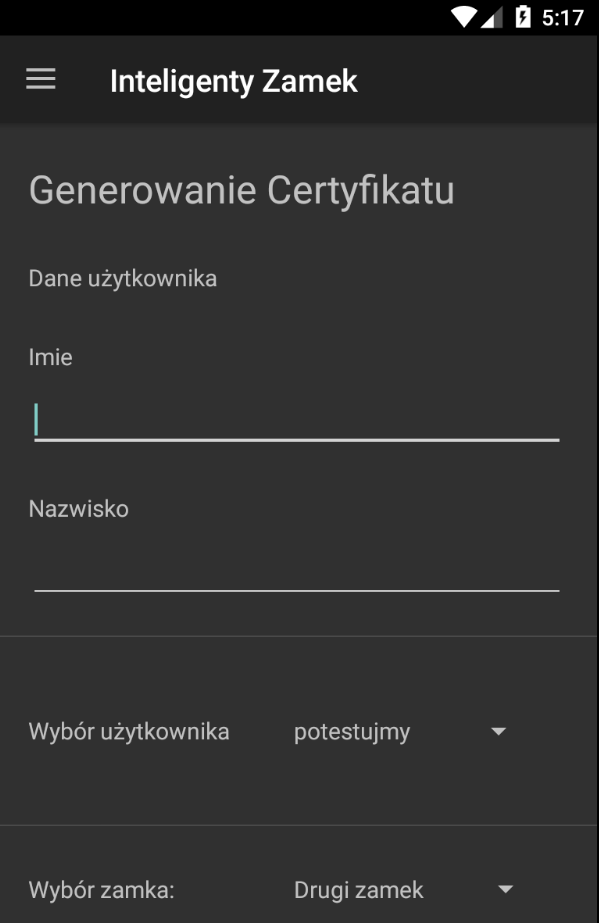 5:17
Inteligenty Zamek
Generowanie Certyfikatu
Dane użytkownika
Imie
Nazwisko
Wybór użytkownika potestujmy
Wybór zamka: Drugi zamek